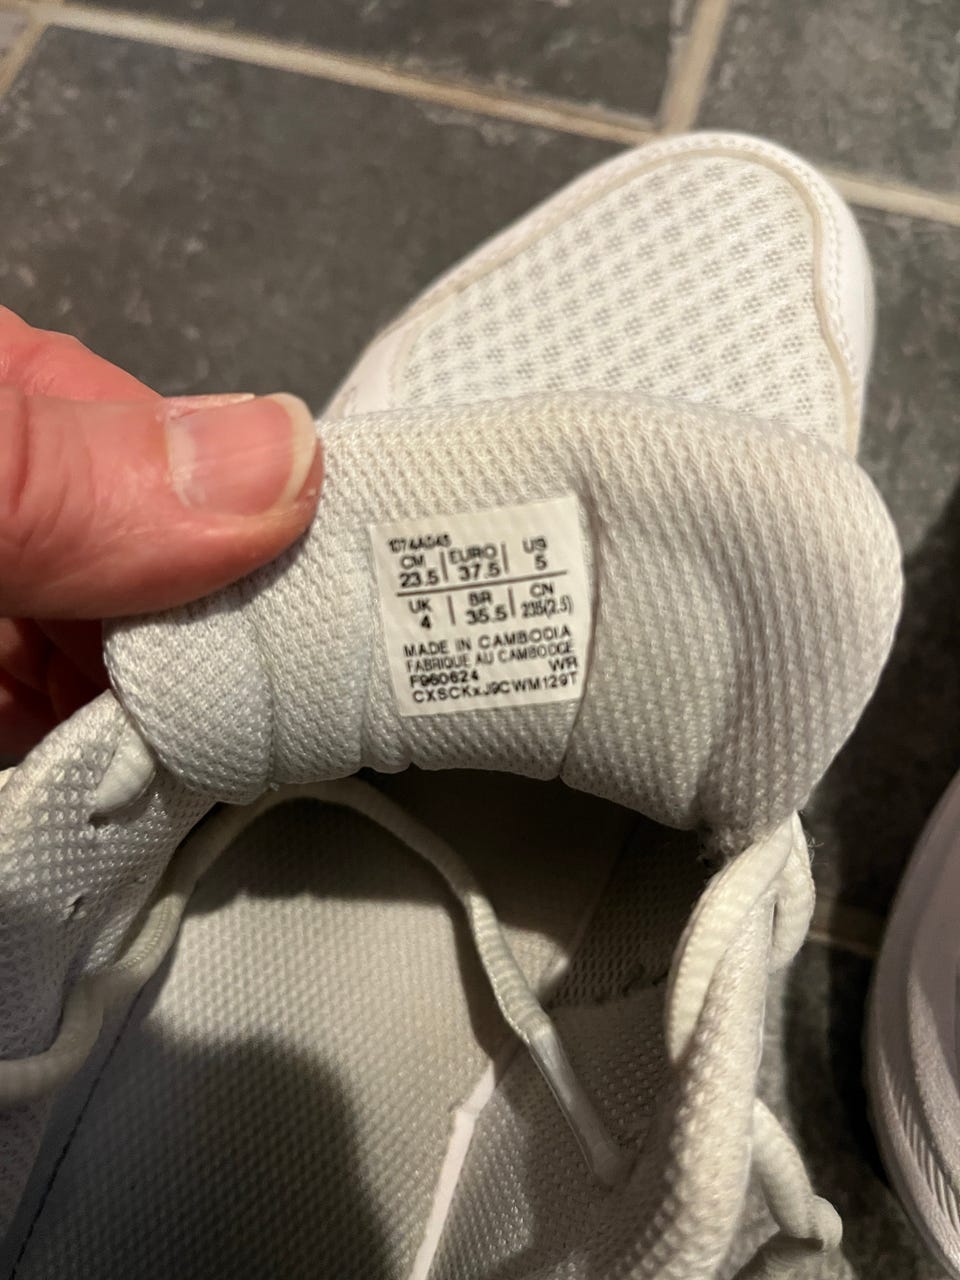 1074A045
CM | EURO | US
23.5 | 37.5 | 5
UK | BR | CN
4 | 35.5 | 235(2.5)
MADE IN CAMBODIA
FABRIQUE AU CAMBODGE
F960624 WR
CXSCKxJ9CWM129T